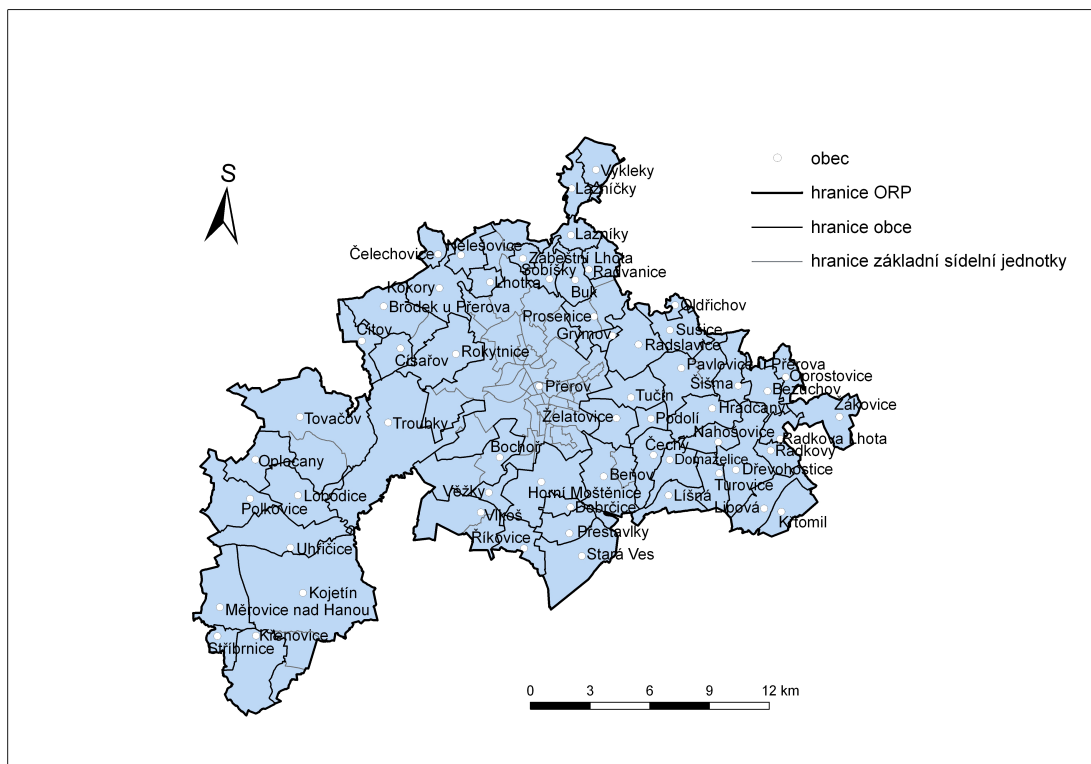 S
obec
hranice ORP
hranice obce
hranice základní sídelní jednotky
Výkleky
Lazníčky
Lazníky
Nelešovice
Čelechovice
Zábeštní Lhota
Sobíšky
Radvanice
Lhotka
Kokory
Buk
Brodek u Přerova
Oldřichov
Prosenice
Grymov
Sušice
Citov
Císařov
Rokytnice
Radslavice
Pavlovice u Přerova
Oprostovice
Šišma
Bezuchov
Přerov
Tučín
Hradčany
Žákovice
Tovačov
Troubky
Želatovice
Podolí
Nahošovice
Radkova Lhota
Bochoř
Čechy
Radkovy
Oplocany
Domaželice
Dřevohostice
Beňov
Turovice
Lobodice
Věžky
Horní Moštěnice
Líšná
Polkovice
Dobrčice
Lipová
Vlkoš
Křtomil
Říkovice
Přestavlky
Uhřičice
Stará Ves
Kojetín
Měrovice nad Hanou
Křenovice
Stříbrnice
0 3 6 9 12 km